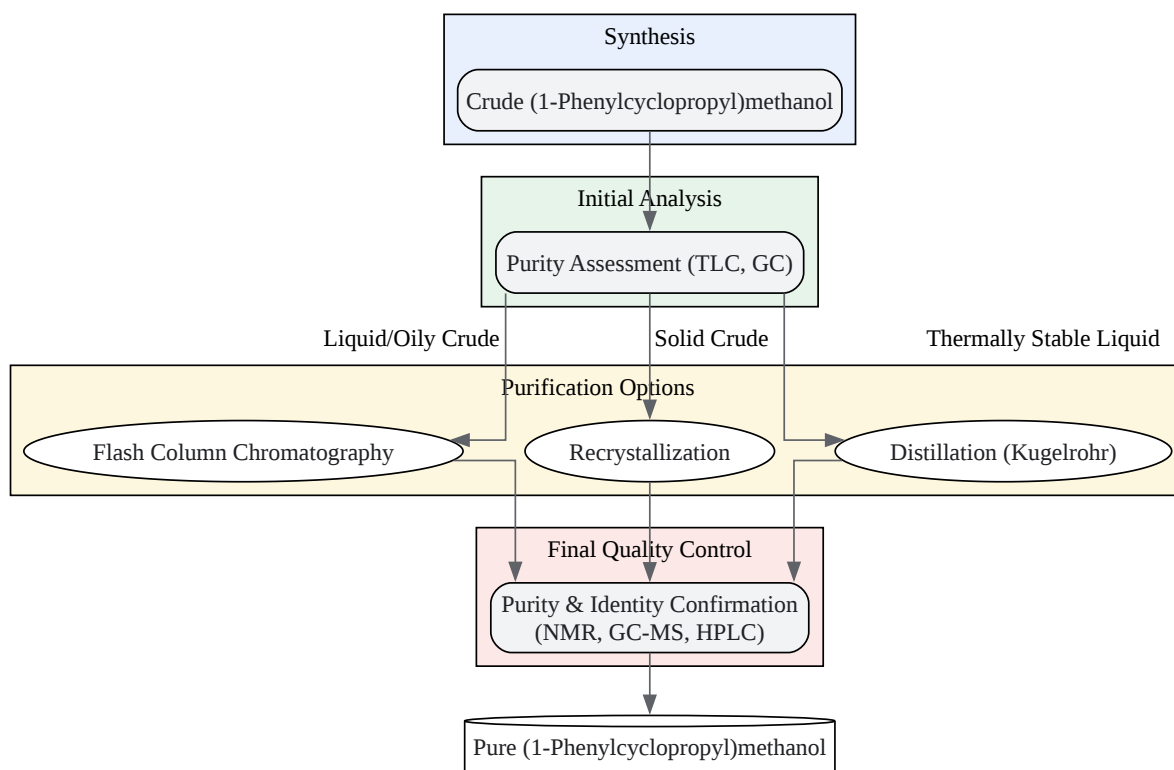 Synthesis
Crude (1-Phenylcyclopropyl)methanol
Initial Analysis
Purity Assessment (TLC, GC)
Liquid/Oily Crude
Solid Crude
Thermally Stable Liquid
Purification Options
Flash Column Chromatography
Recrystallization
Distillation (Kugelrohr)
Final Quality Control
Purity & Identity Confirmation
(NMR, GC-MS, HPLC)
Pure (1-Phenylcyclopropyl)methanol